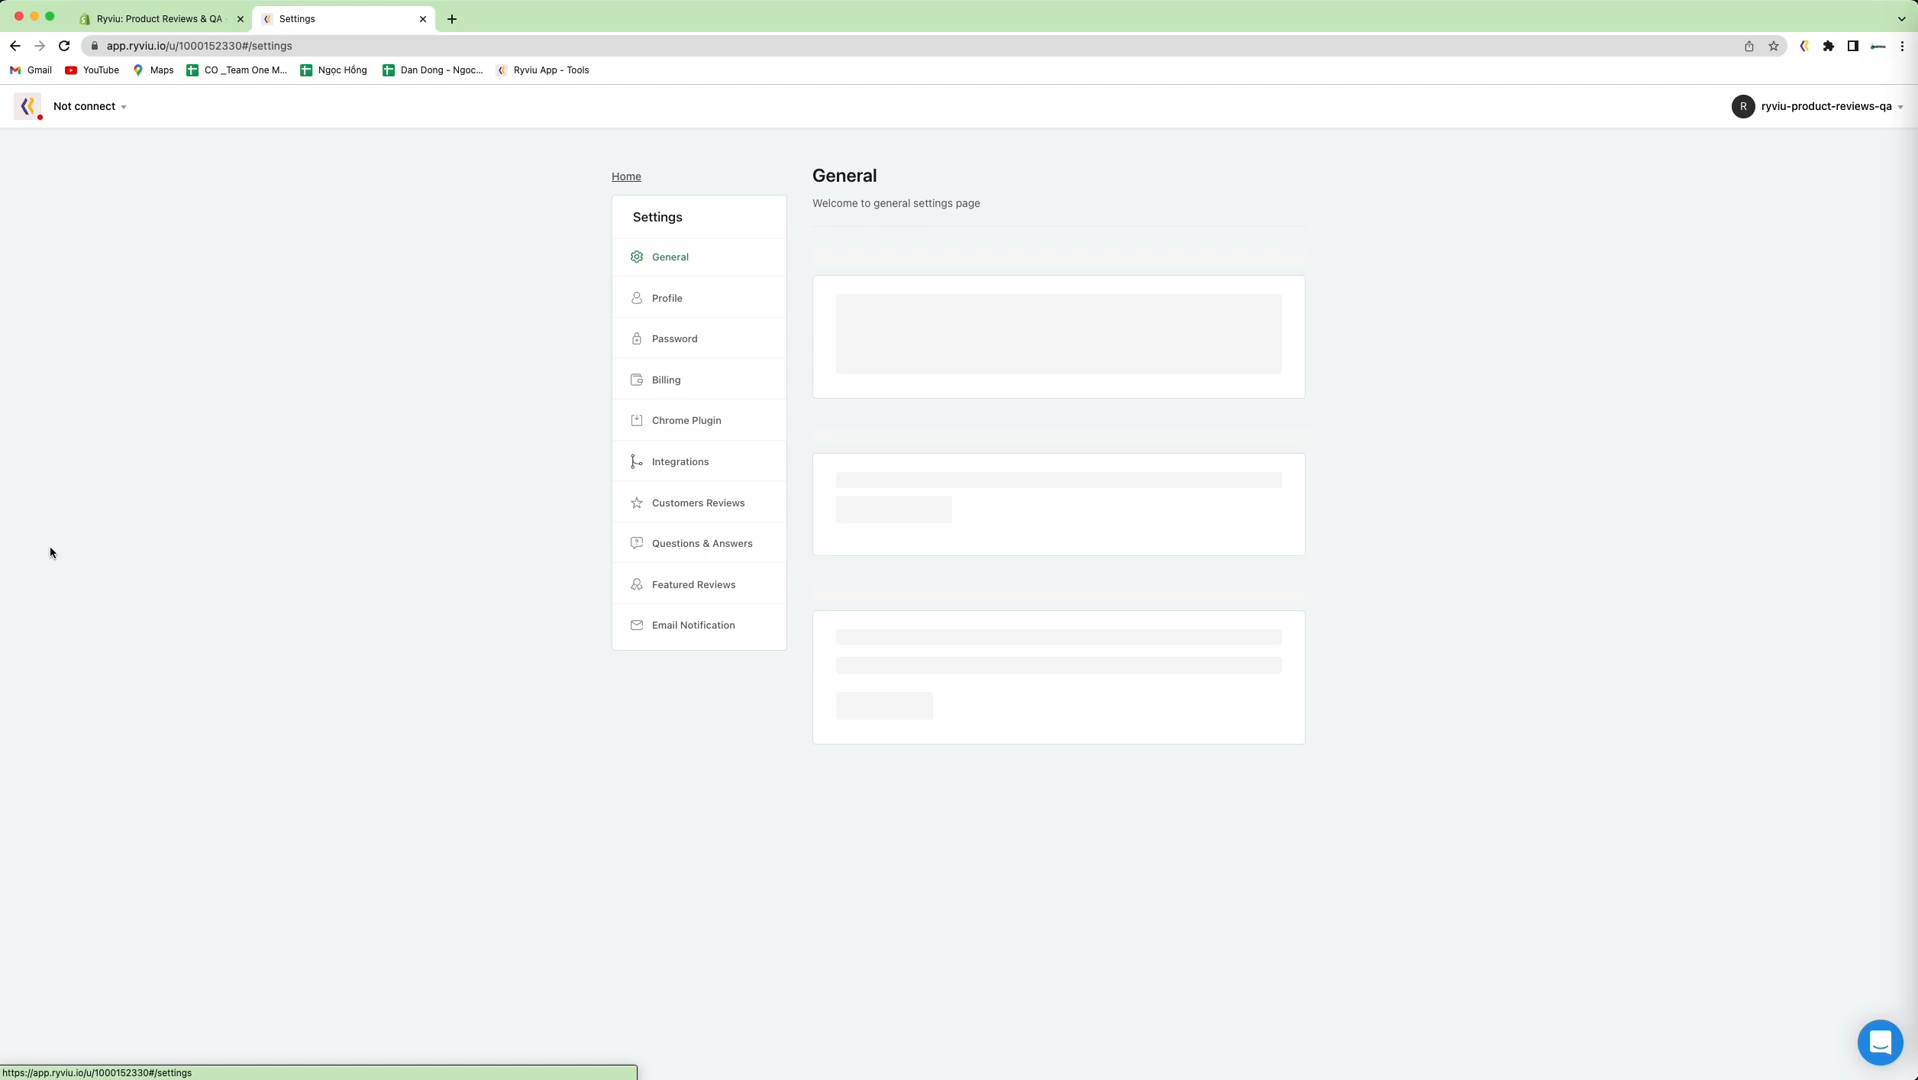 Ryviu: Product Reviews & QA
Settings
app.ryviu.io/u/1000152330#/settings
Gmail
YouTube
Maps
CO _Team One M...
Ngọc Hồng
Dan Dong - Ngoc...
Ryviu App - Tools
Not connect
R
ryviu-product-reviews-qa
Home
General
Welcome to general settings page
Settings
General
Profile
Password
Billing
Chrome Plugin
Integrations
Customers Reviews
Questions & Answers
Featured Reviews
Email Notification
https://app.ryviu.io/u/1000152330#/settings